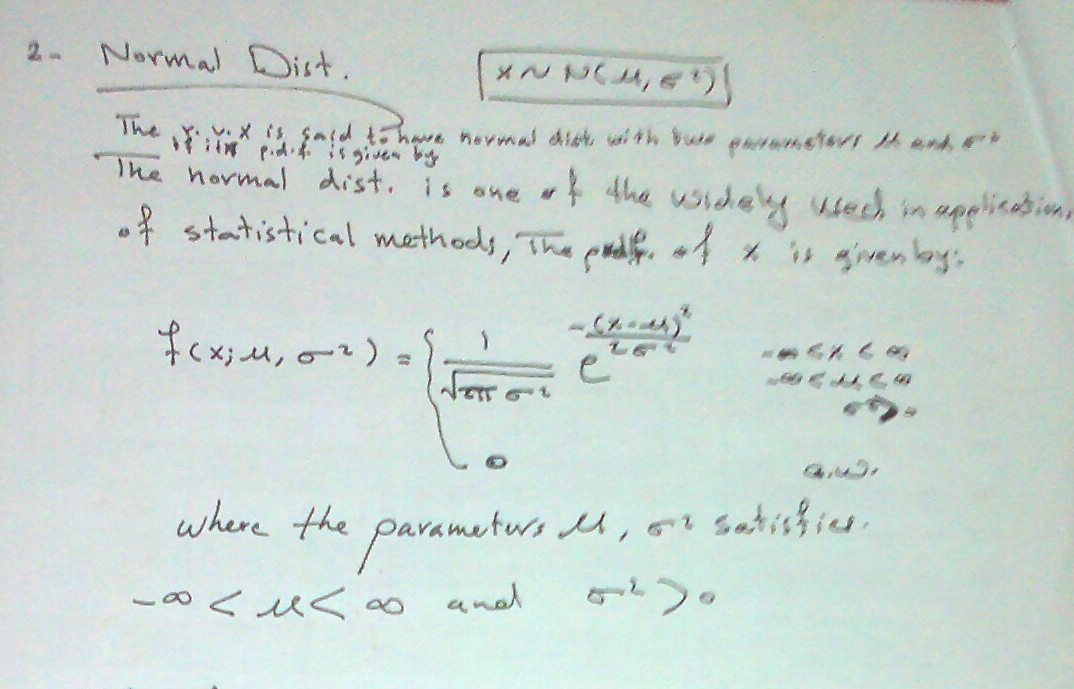 2- Normal Dist. X ~ N(μ, σ²)
The r.v. X is said to have normal dist. with two parameters μ and σ²
if its p.d.f. is given by
The normal dist. is one of the widely used in application,
of statistical methods, The p.d.f. of x is given by:
f(x; μ, σ²) = { 1/√(2π σ²) e^(-(x-μ)²/(2σ²)) -∞ < x < ∞
-∞ < μ < ∞
σ² > 0
0 o.w.
where the parameters μ, σ² satisfies.
-∞ < μ < ∞ and σ² > 0